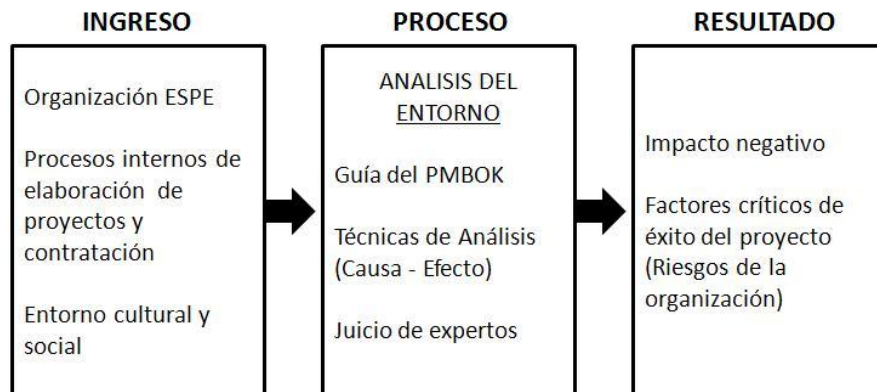 INGRESO
PROCESO
RESULTADO
Organización ESPE
Procesos internos de
elaboración de
proyectos y
contratación
Entorno cultural y
social
ANALISIS DEL
ENTORNO
Guía del PMBOK
Técnicas de Análisis
(Causa - Efecto)
Juicio de expertos
Impacto negativo
Factores críticos de
éxito del proyecto
(Riesgos de la
organización)